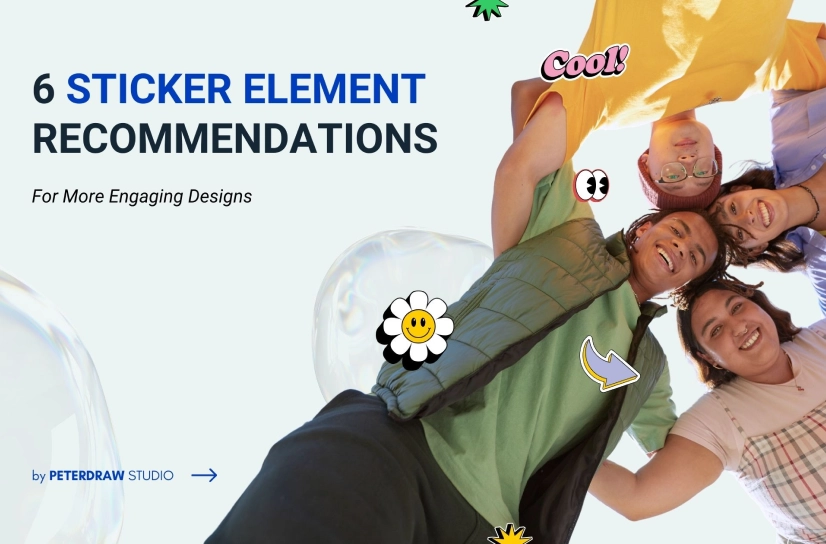 6 STICKER ELEMENT
RECOMMENDATIONS
For More Engaging Designs
Cool!
by PETERDRAW STUDIO